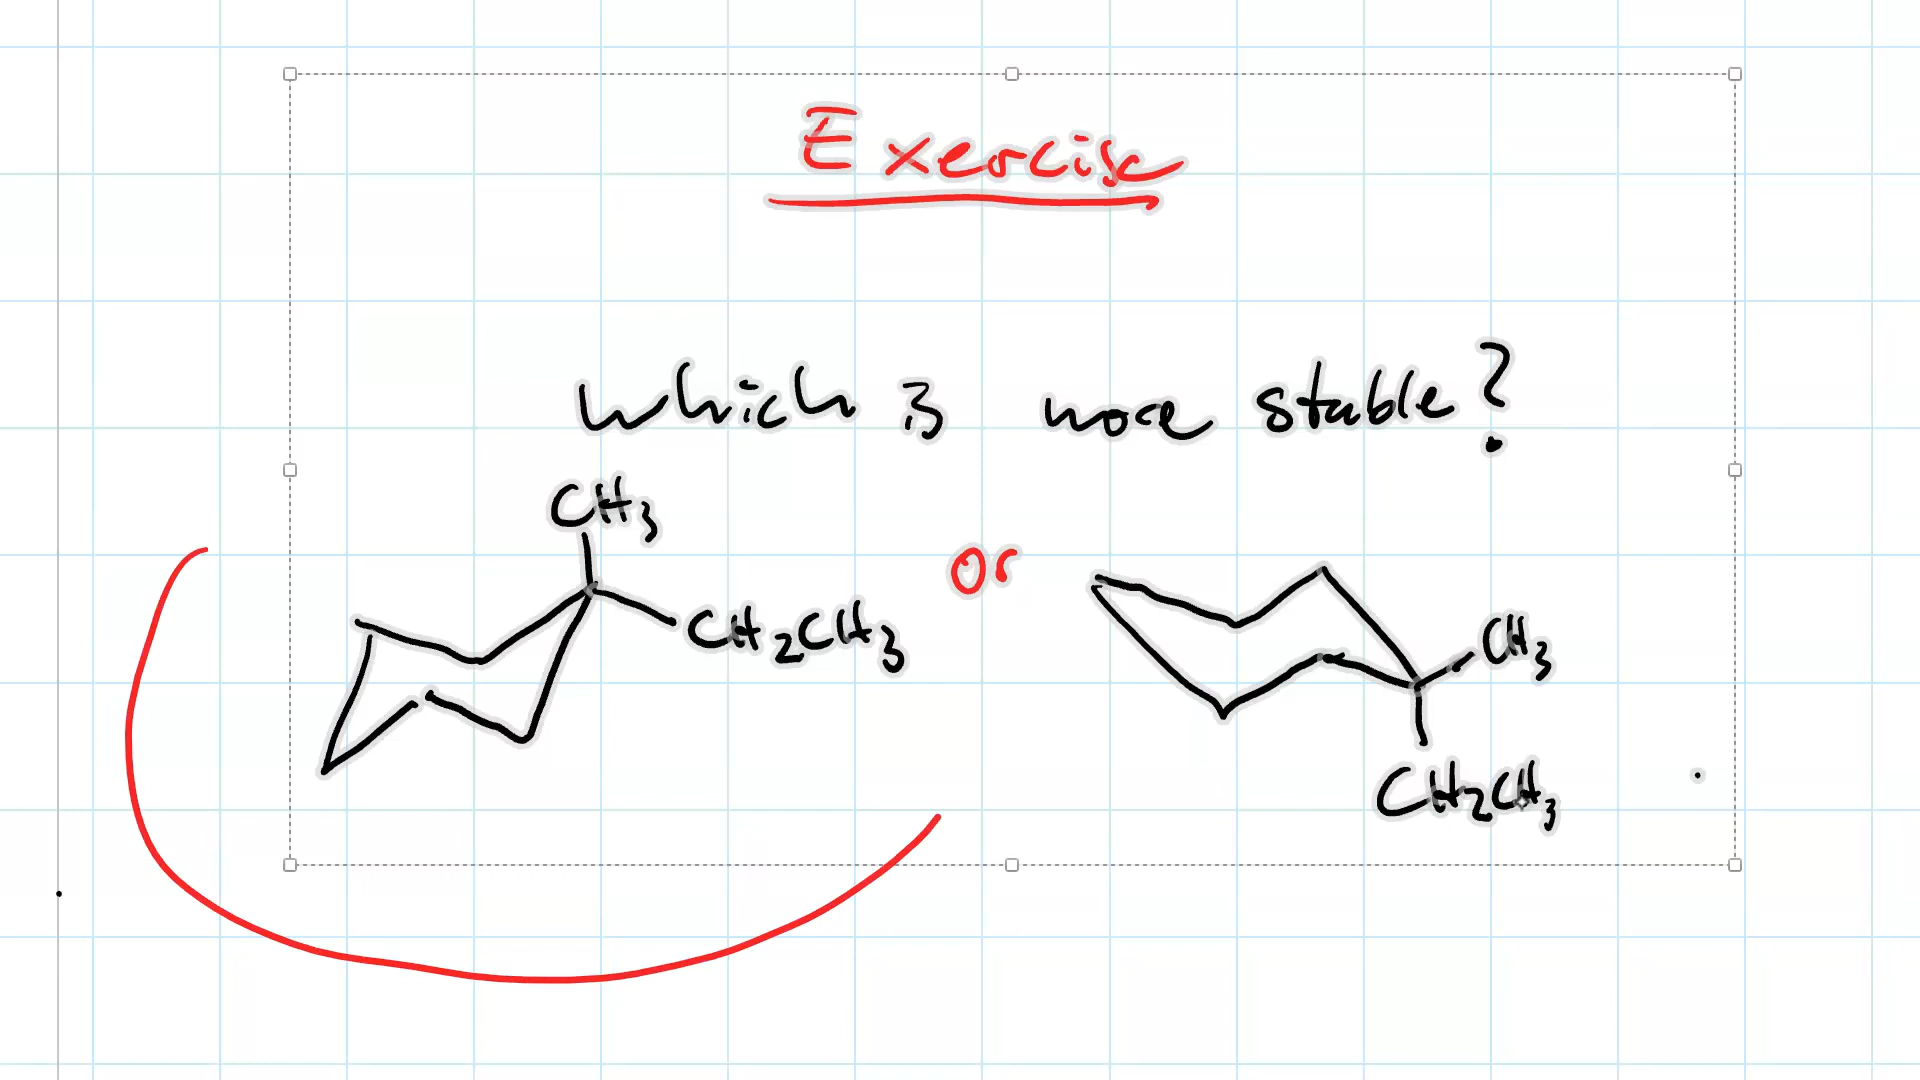 Exercise
Which is more stable?
CH3
CH2CH3
or
CH3
CH2CH3